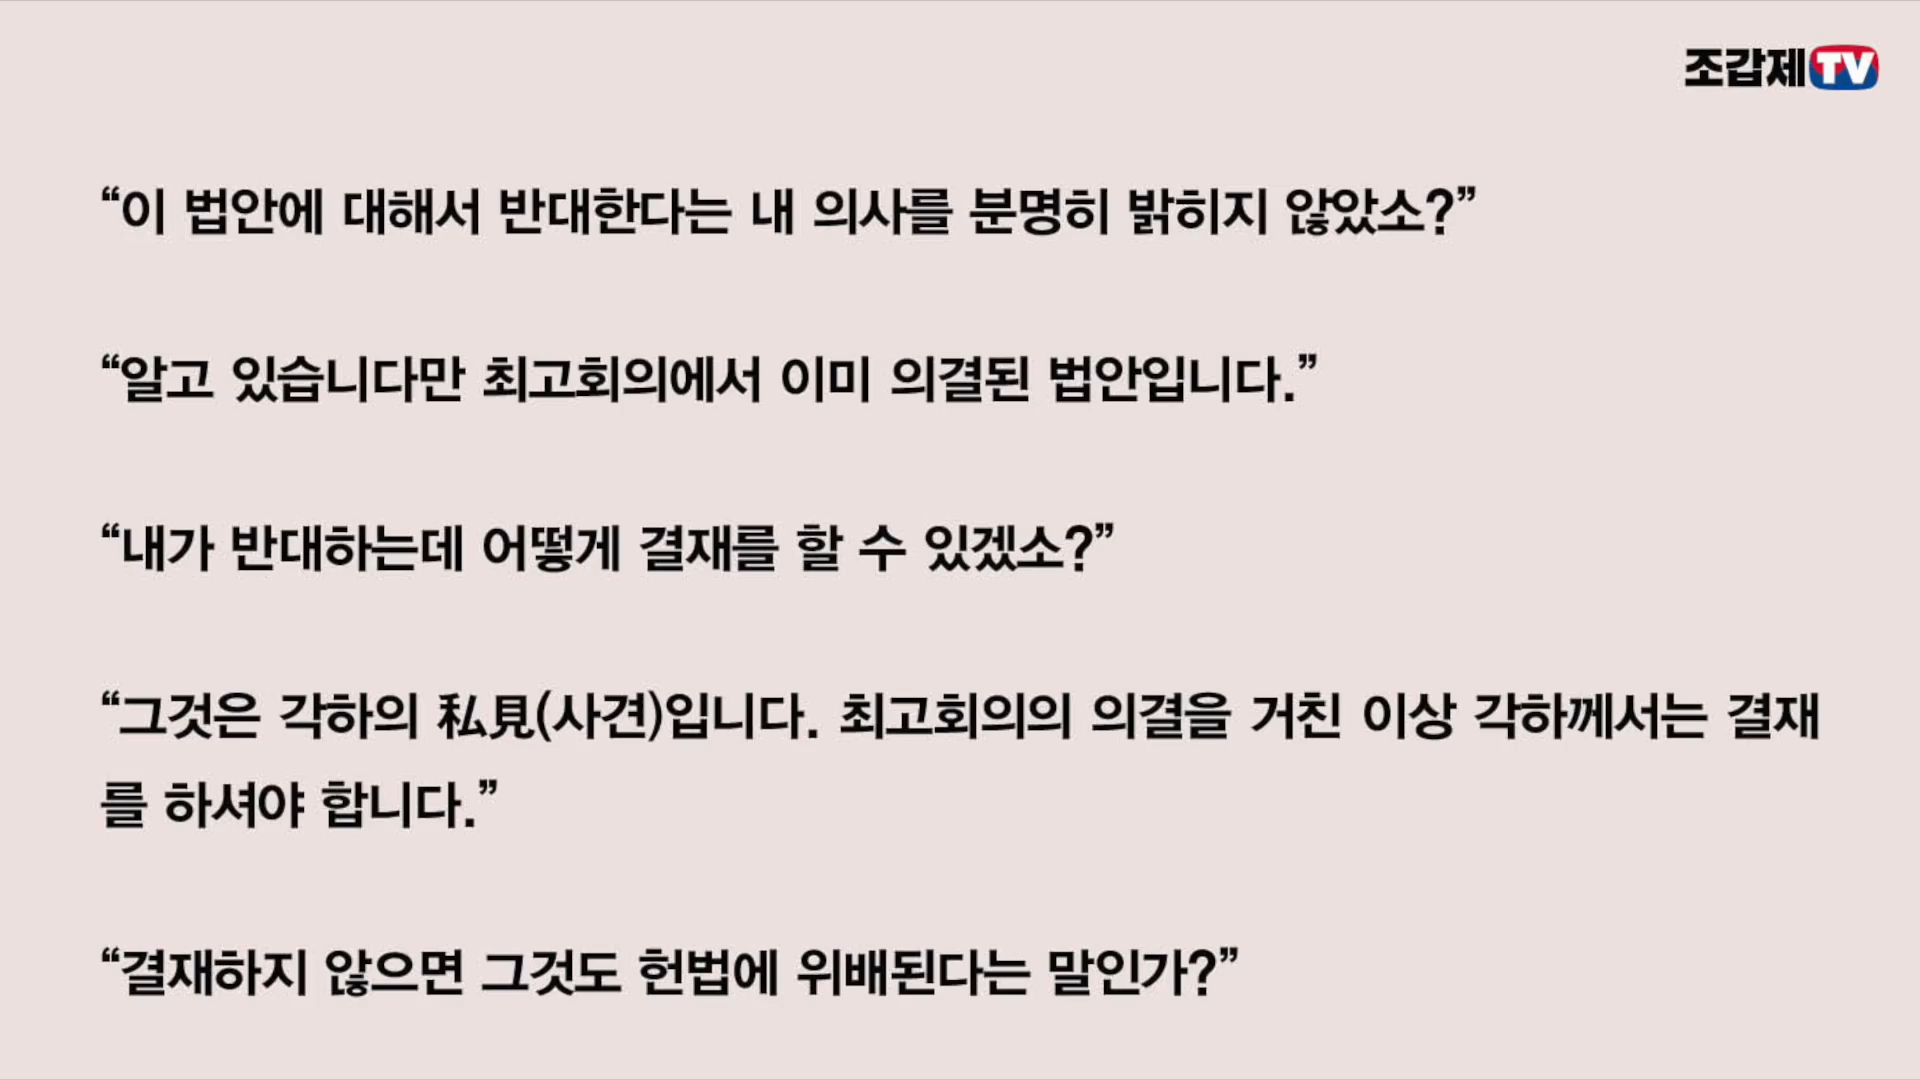 조갑제TV
“이 법안에 대해서 반대한다는 내 의사를 분명히 밝히지 않았소?”
“알고 있습니다만 최고회의에서 이미 의결된 법안입니다.”
“내가 반대하는데 어떻게 결재를 할 수 있겠소?”
“그것은 각하의 私見(사견)입니다. 최고회의의 의결을 거친 이상 각하께서는 결재
를 하셔야 합니다.”
“결재하지 않으면 그것도 헌법에 위배된다는 말인가?”